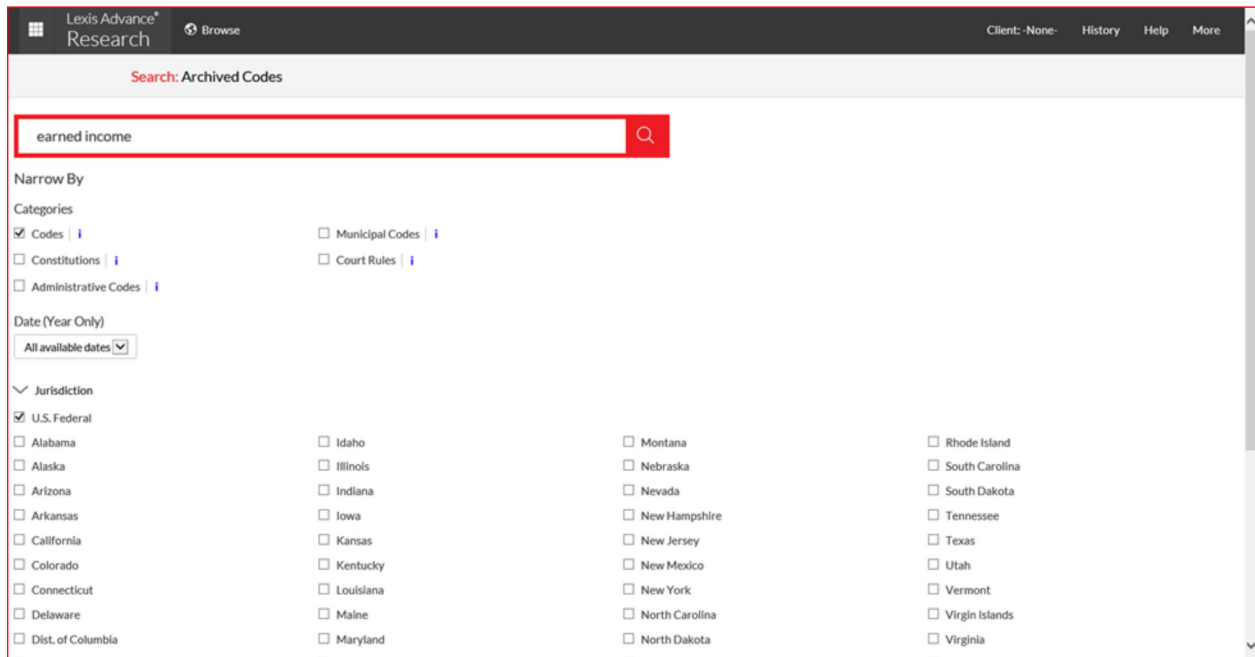 Lexis Advance®
Research
Browse
Client: -None- History Help More
Search: Archived Codes
earned income
Narrow By
Categories
Codes | i Municipal Codes | i
Constitutions | i Court Rules | i
Administrative Codes | i
Date (Year Only)
All available dates
Jurisdiction
U.S. Federal
Alabama Idaho Montana Rhode Island
Alaska Illinois Nebraska South Carolina
Arizona Indiana Nevada South Dakota
Arkansas Iowa New Hampshire Tennessee
California Kansas New Jersey Texas
Colorado Kentucky New Mexico Utah
Connecticut Louisiana New York Vermont
Delaware Maine North Carolina Virgin Islands
Dist. of Columbia Maryland North Dakota Virginia